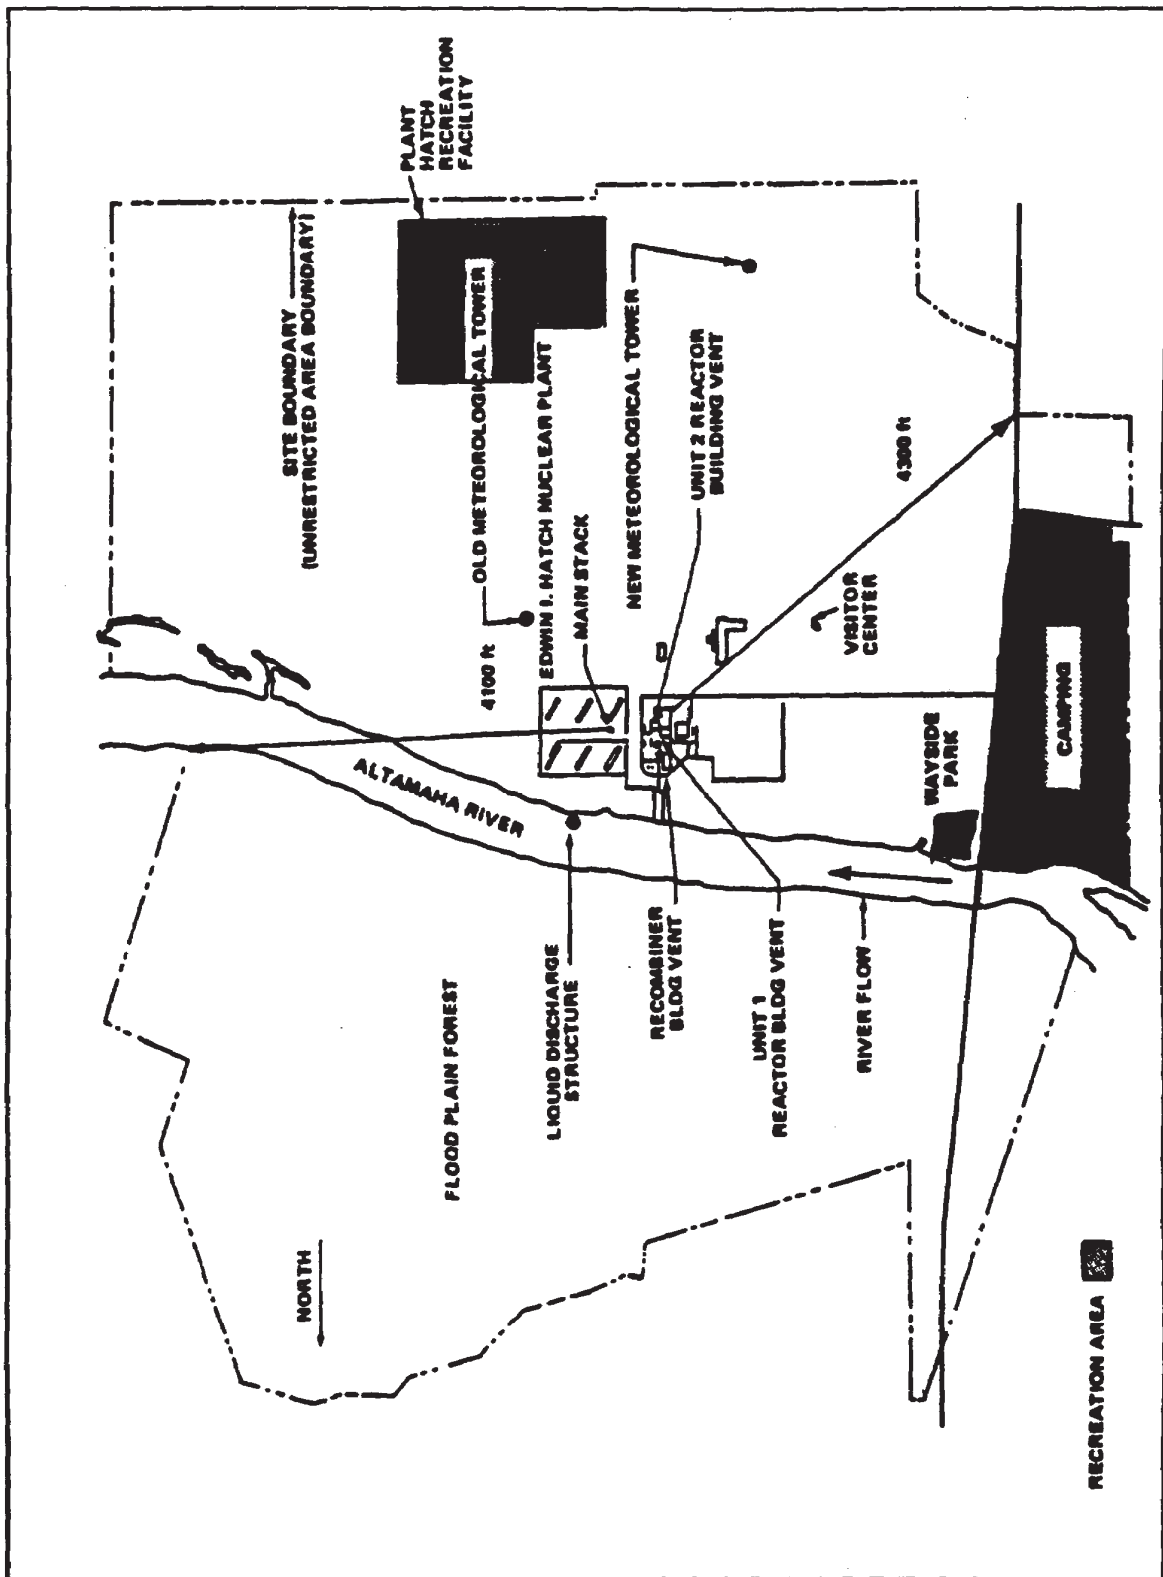 PLANT
HATCH
RECREATION
FACILITY
SITE BOUNDARY
(UNRESTRICTED AREA BOUNDARY)
OLD METEOROLOGICAL TOWER
EDWIN I. HATCH NUCLEAR PLANT
MAIN STACK
4100 ft
NEW METEOROLOGICAL TOWER
UNIT 2 REACTOR
BUILDING VENT
4300 ft
VISITOR
CENTER
ALTAMAHA RIVER
WAYSIDE
PARK
CAMPING
LIQUID DISCHARGE
STRUCTURE
RECOMBINER
BLDG VENT
UNIT 1
REACTOR BLDG VENT
RIVER FLOW
FLOOD PLAIN FOREST
NORTH
RECREATION AREA